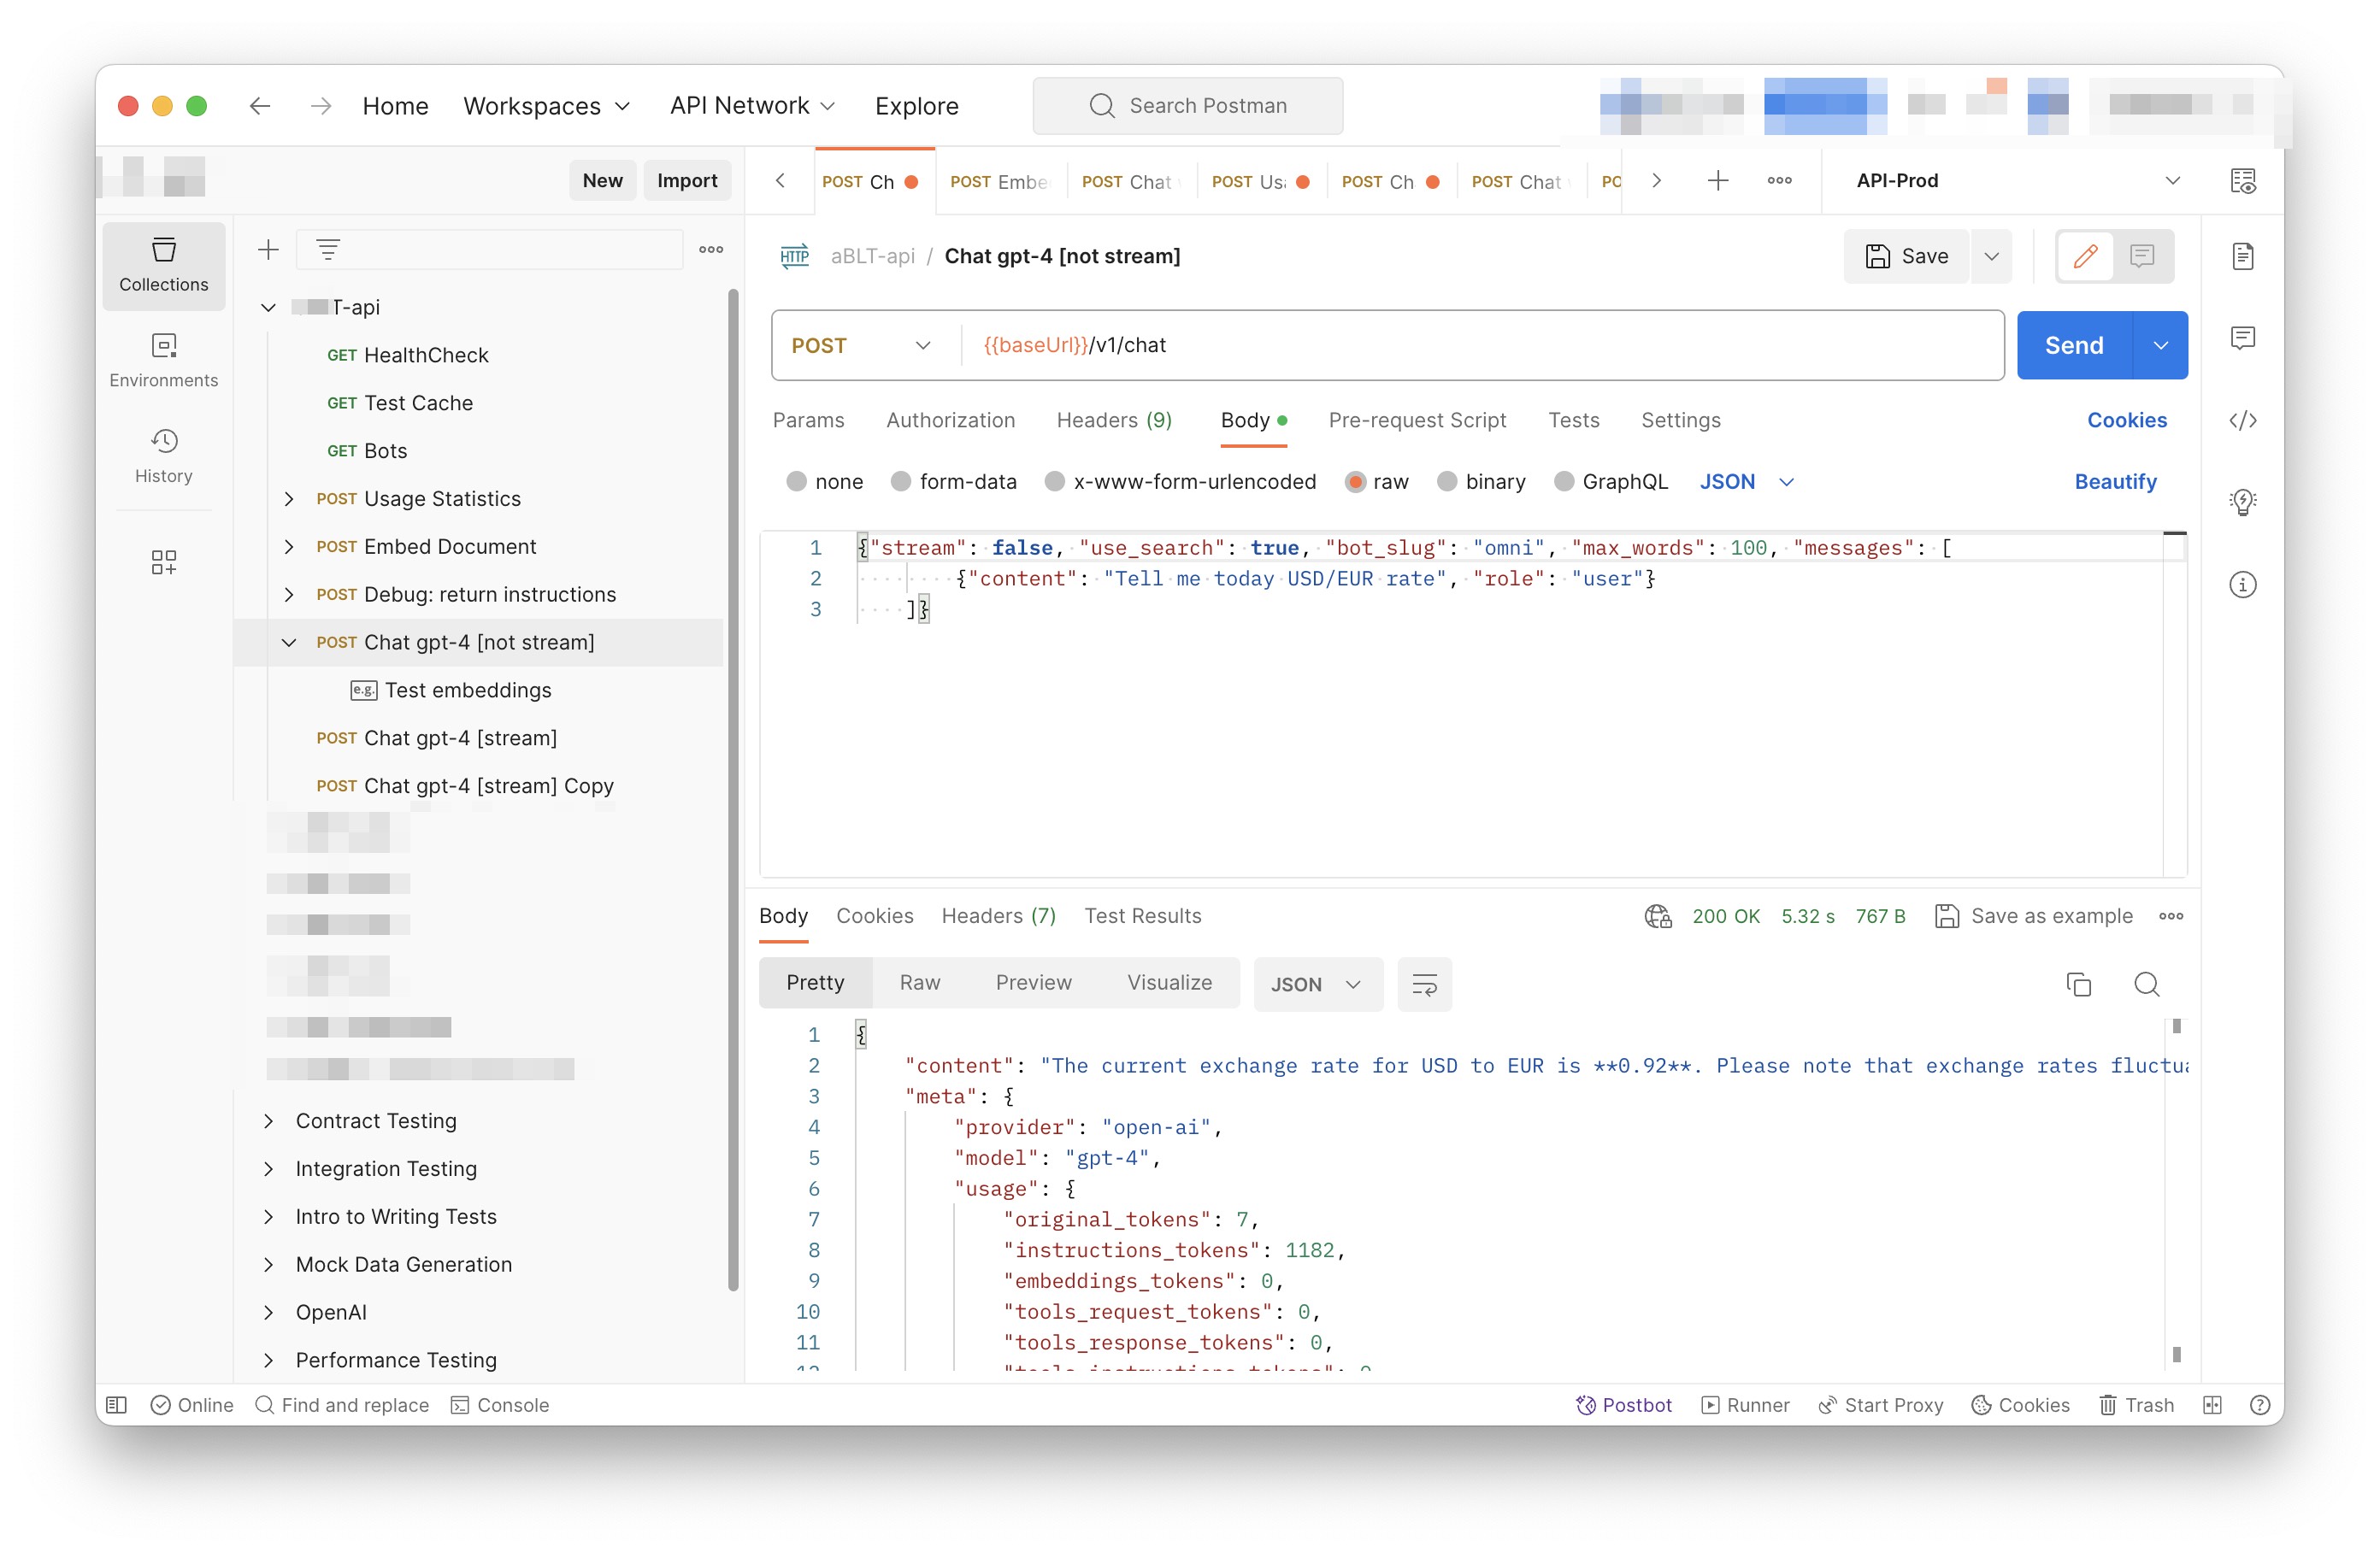 Home Workspaces API Network Explore Search Postman
New Import
POST Ch POST Embe POST Chat POST Us POST Ch POST Chat PO API-Prod
Collections
Environments
History
T-api
GET HealthCheck
GET Test Cache
GET Bots
POST Usage Statistics
POST Embed Document
POST Debug: return instructions
POST Chat gpt-4 [not stream]
e.g. Test embeddings
POST Chat gpt-4 [stream]
POST Chat gpt-4 [stream] Copy
Contract Testing
Integration Testing
Intro to Writing Tests
Mock Data Generation
OpenAI
Performance Testing
HTTP aBLT-api / Chat gpt-4 [not stream] Save
POST {{baseUrl}}/v1/chat Send
Params Authorization Headers (9) Body Pre-request Script Tests Settings Cookies
none form-data x-www-form-urlencoded raw binary GraphQL JSON Beautify
1 {"stream": false, "use_search": true, "bot_slug": "omni", "max_words": 100, "messages": [
2 {"content": "Tell me today USD/EUR rate", "role": "user"}
3 ]}
Body Cookies Headers (7) Test Results 200 OK 5.32 s 767 B Save as example
Pretty Raw Preview Visualize JSON
1 {
2 "content": "The current exchange rate for USD to EUR is **0.92**. Please note that exchange rates fluctua
3 "meta": {
4 "provider": "open-ai",
5 "model": "gpt-4",
6 "usage": {
7 "original_tokens": 7,
8 "instructions_tokens": 1182,
9 "embeddings_tokens": 0,
10 "tools_request_tokens": 0,
11 "tools_response_tokens": 0,
Online Find and replace Console Postbot Runner Start Proxy Cookies Trash